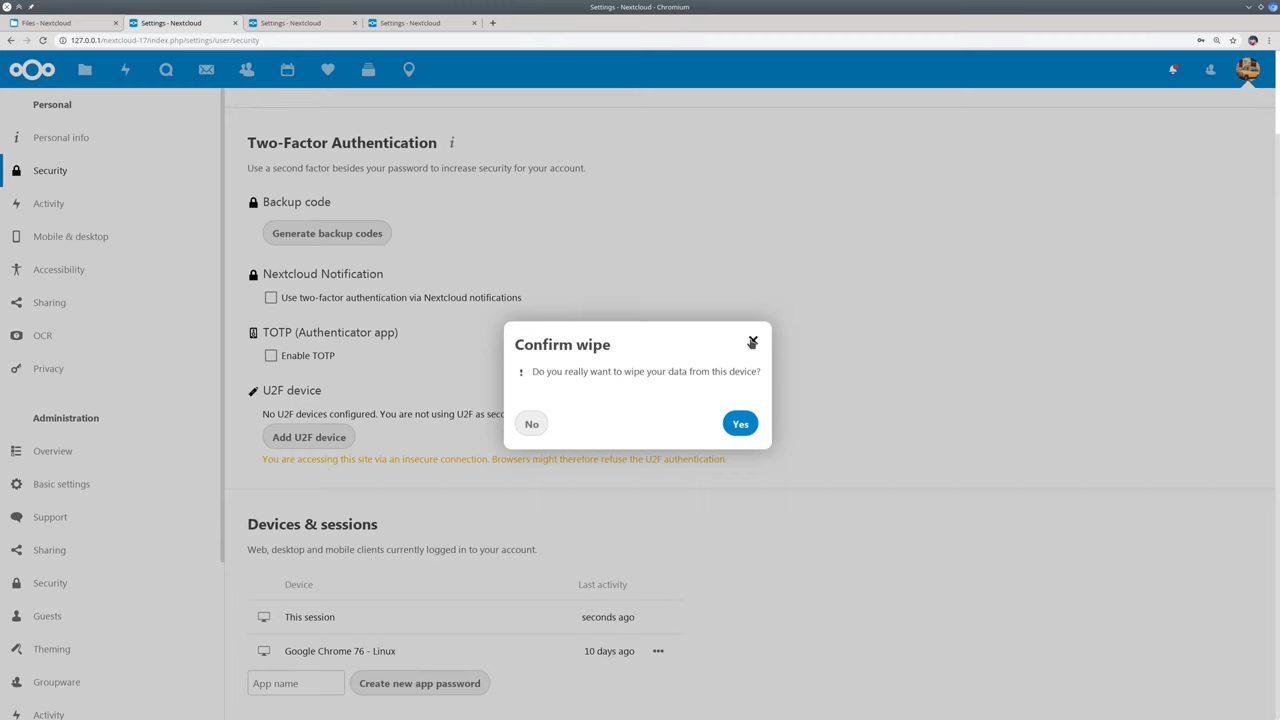 Settings - Nextcloud - Chromium
Files - Nextcloud
Settings - Nextcloud
Settings - Nextcloud
Settings - Nextcloud
127.0.0.1/nextcloud-17/index.php/settings/user/security
Personal
Personal info
Security
Activity
Mobile & desktop
Accessibility
Sharing
OCR
Privacy
Administration
Overview
Basic settings
Support
Sharing
Security
Guests
Theming
Groupware
Activity
Two-Factor Authentication
Use a second factor besides your password to increase security for your account.
Backup code
Generate backup codes
Nextcloud Notification
Use two-factor authentication via Nextcloud notifications
TOTP (Authenticator app)
Enable TOTP
U2F device
No U2F devices configured. You are not using U2F as
Add U2F device
You are accessing this site via an insecure connection. Browsers might therefore refuse the U2F authentication.
Confirm wipe
Do you really want to wipe your data from this device?
No
Yes
Devices & sessions
Web, desktop and mobile clients currently logged in to your account.
Device Last activity
This session seconds ago
Google Chrome 76 - Linux 10 days ago
App name
Create new app password